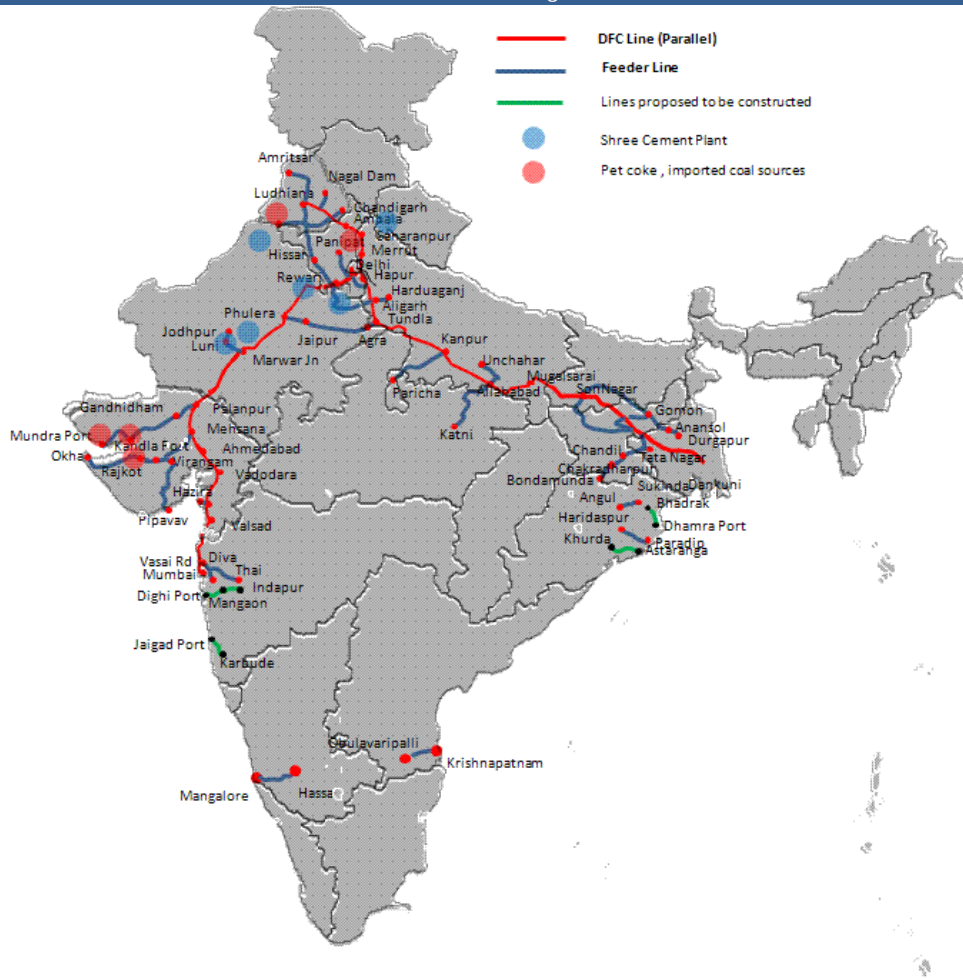 DFC Line (Parallel)
Feeder Line
Lines proposed to be constructed
Shree Cement Plant
Pet coke , imported coal sources
Amritsar
Nagal Dam
Ludhiana
Chandigarh
Ambala
Saharanpur
Panipat
Merrut
Hissar
Delhi
Hapur
Rewari
Harduaganj
Aligarh
Phulera
Tundla
Jodhpur
Jaipur
Agra
Kanpur
Luni
Marwar Jn
Unchahar
Mugalsarai
Paricha
Allahabad
SonNagar
Gandhidham
Palanpur
Gomoh
Mundra Port
Mehsana
Anansol
Kandla Port
Katni
Durgapur
Okha
Ahmedabad
Chandil
Rajkot
Virangam
Tata Nagar
Vadodara
Chakradharpur
Bondamunda
Sukinda
Dankuni
Hazira
Angul
Bhadrak
Pipavav
Valsad
Haridaspur
Dhamra Port
Khurda
Paradip
Astaranga
Vasai Rd
Diva
Mumbai
Thai
Dighi Port
Indapur
Mangaon
Jaigad Port
Karbude
Obulavaripalli
Krishnapatnam
Mangalore
Hassa